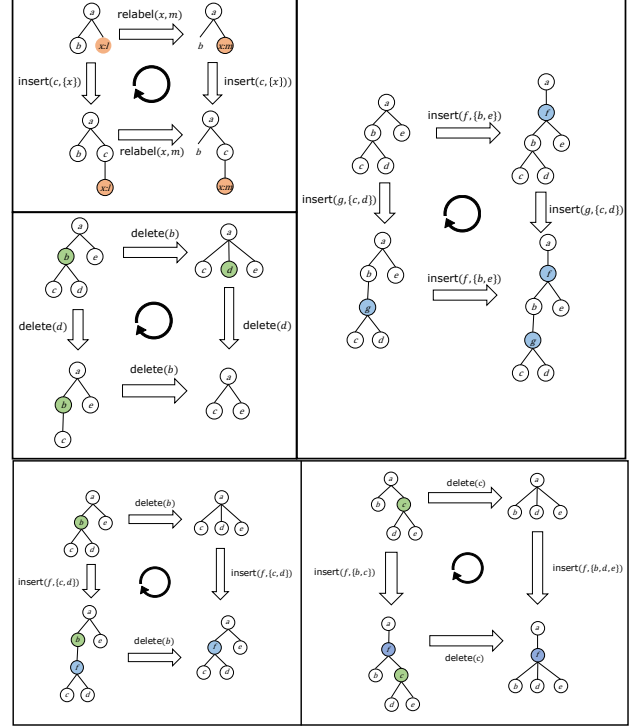 relabel(x, m)
a
a
b
x:l
b
x:m
insert(c, {x})
insert(c, {x}))
a
a
b
c
relabel(x, m)
b
c
x:l
x:m
a
delete(b)
a
b
e
c
d
c
d
e
delete(d)
delete(d)
a
delete(b)
a
b
e
c
e
c
a
a
insert(f, {b, e})
f
b
e
b
e
c
d
c
d
insert(g, {c, d})
insert(g, {c, d})
a
a
b
e
insert(f, {b, e})
f
g
b
e
c
d
g
c
d
a
delete(b)
a
b
e
c
d
c
d
e
insert(f, {c, d})
insert(f, {c, d})
a
a
b
e
delete(b)
f
e
f
c
d
c
d
a
delete(c)
a
b
c
b
d
e
d
e
insert(f, {b, c})
insert(f, {b, d, e})
a
a
f
delete(c)
f
b
c
b
d
e
d
e